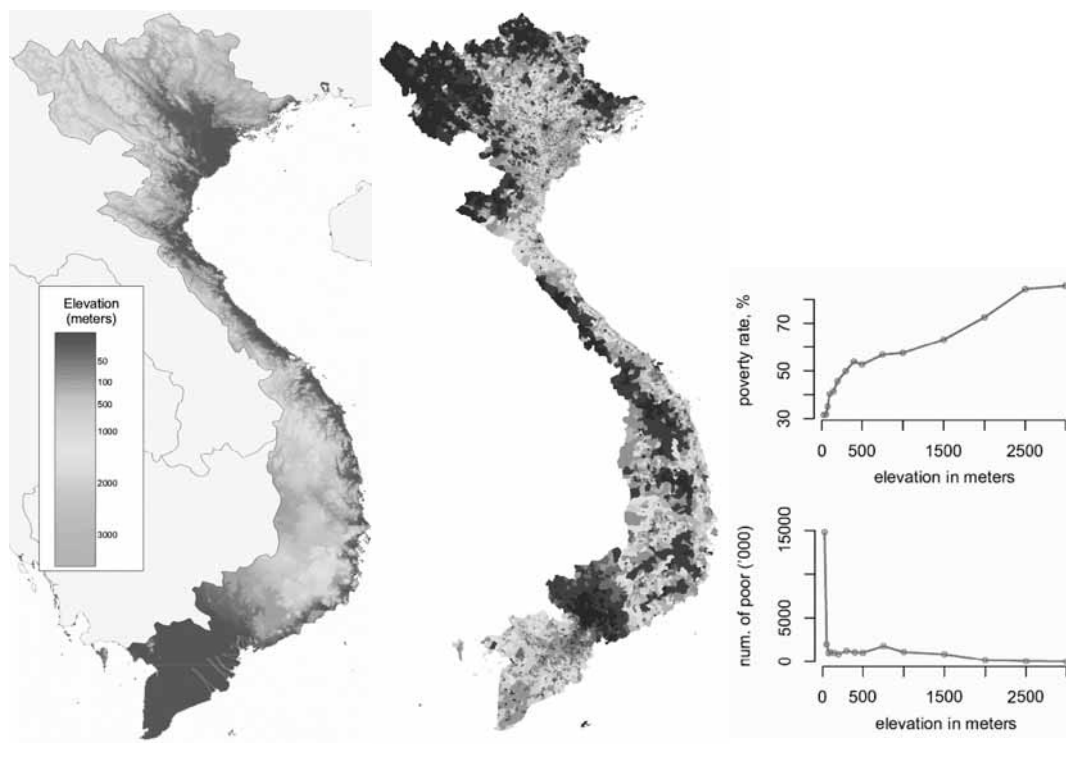 Elevation
(meters)
50
100
500
1000
2000
3000
poverty rate, %
70
50
30
0 500 1500 2500
elevation in meters
num. of poor ('000)
15000
5000
0
0 500 1500 2500
elevation in meters